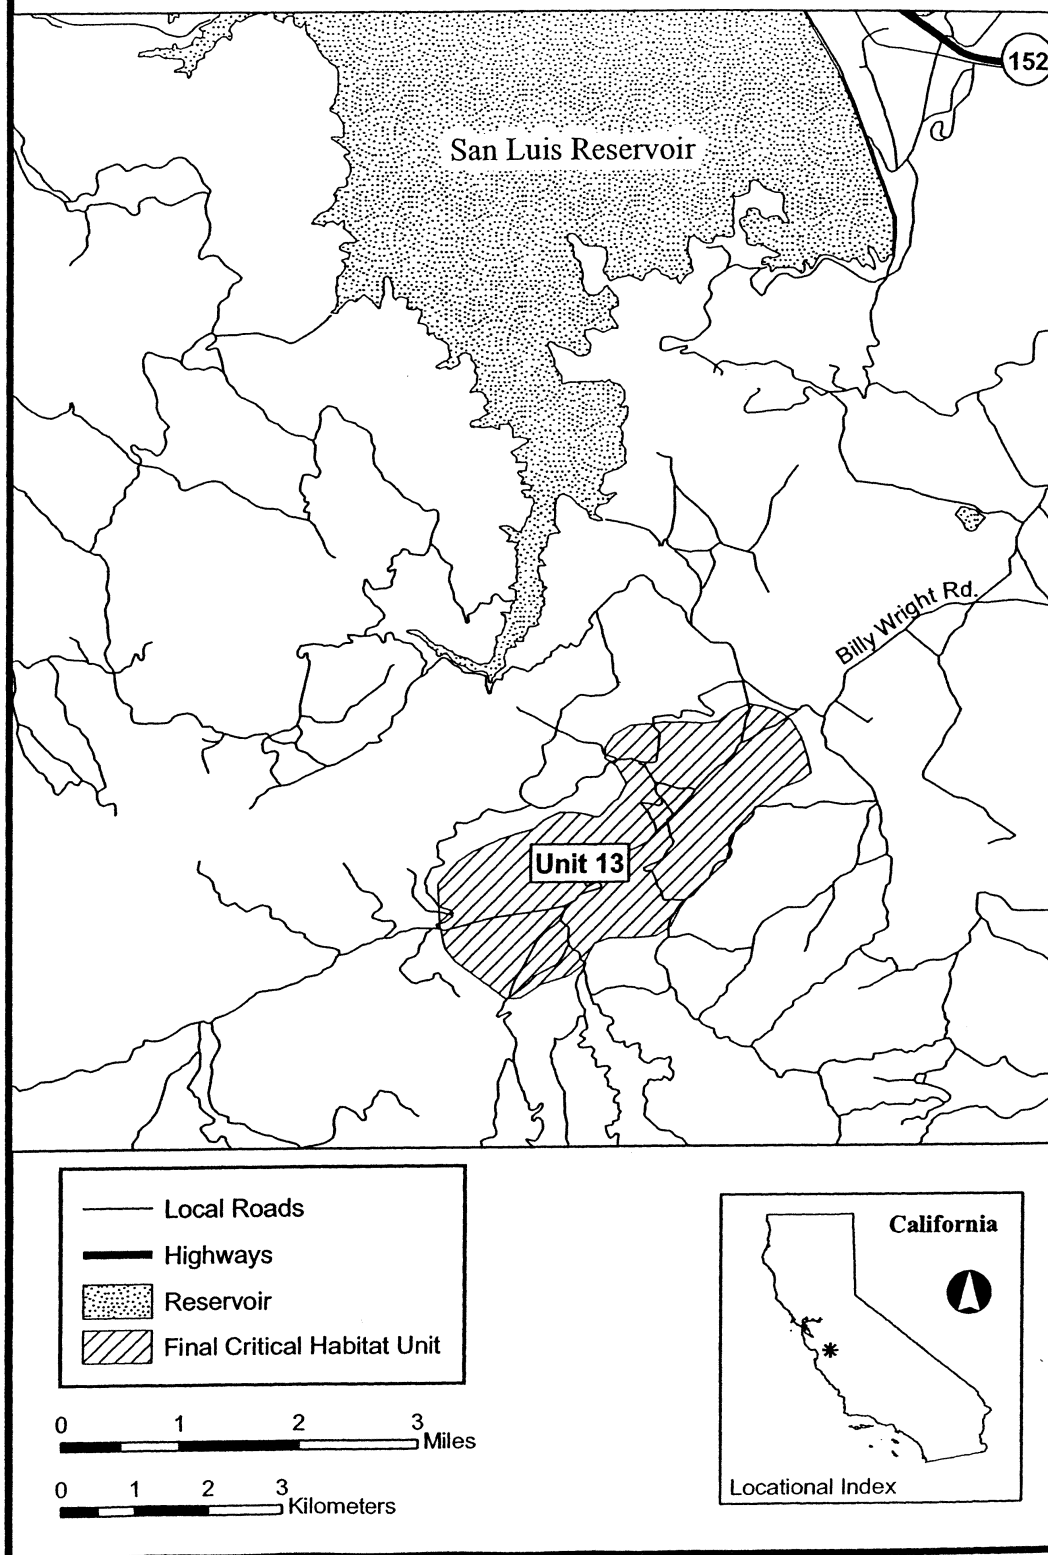 152
San Luis Reservoir
Billy Wright Rd.
Unit 13
Local Roads
Highways
Reservoir
Final Critical Habitat Unit
0 1 2 3
Miles
0 1 2 3
Kilometers
California
Locational Index